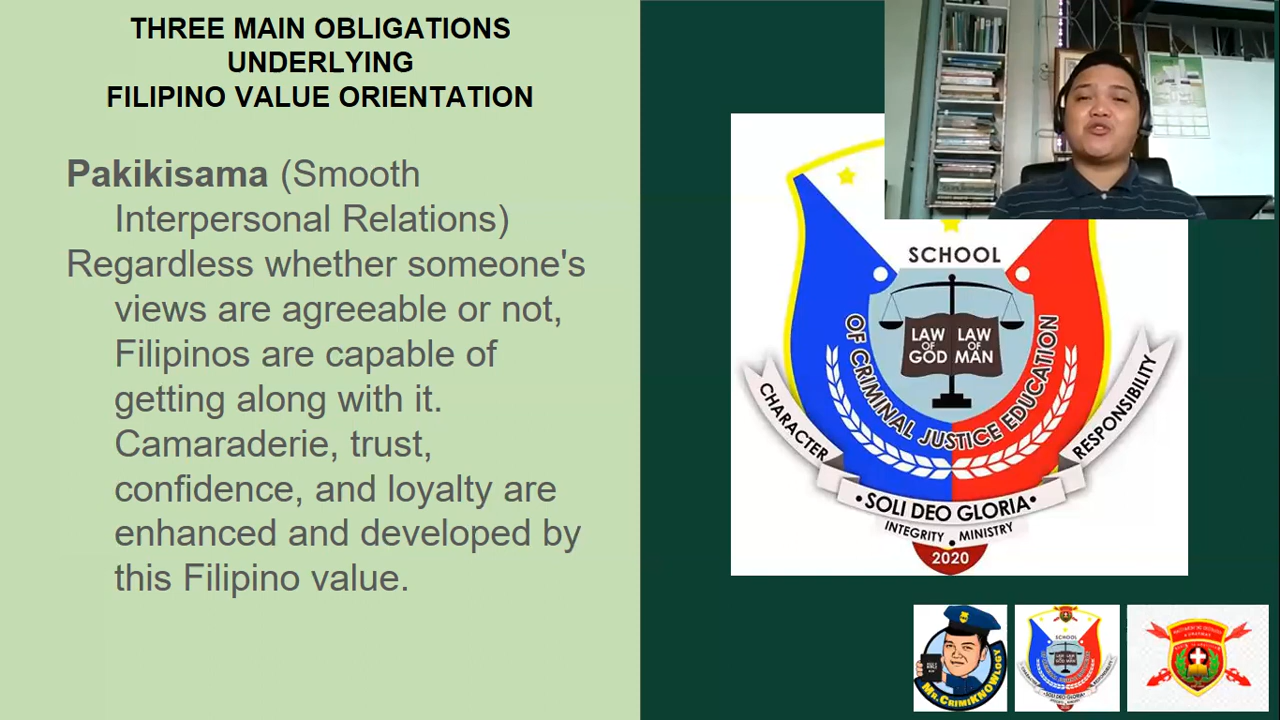 THREE MAIN OBLIGATIONS
UNDERLYING
FILIPINO VALUE ORIENTATION
Pakikisama (Smooth
Interpersonal Relations)
Regardless whether someone's
views are agreeable or not,
Filipinos are capable of
getting along with it.
Camaraderie, trust,
confidence, and loyalty are
enhanced and developed by
this Filipino value.
SCHOOL
OF CRIMINAL JUSTICE EDUCATION
LAW OF GOD
LAW OF MAN
CHARACTER
RESPONSIBILITY
•SOLI DEO GLORIA•
INTEGRITY • MINISTRY
2020
MR.CRIMIKNOWLOGY
SCHOOL